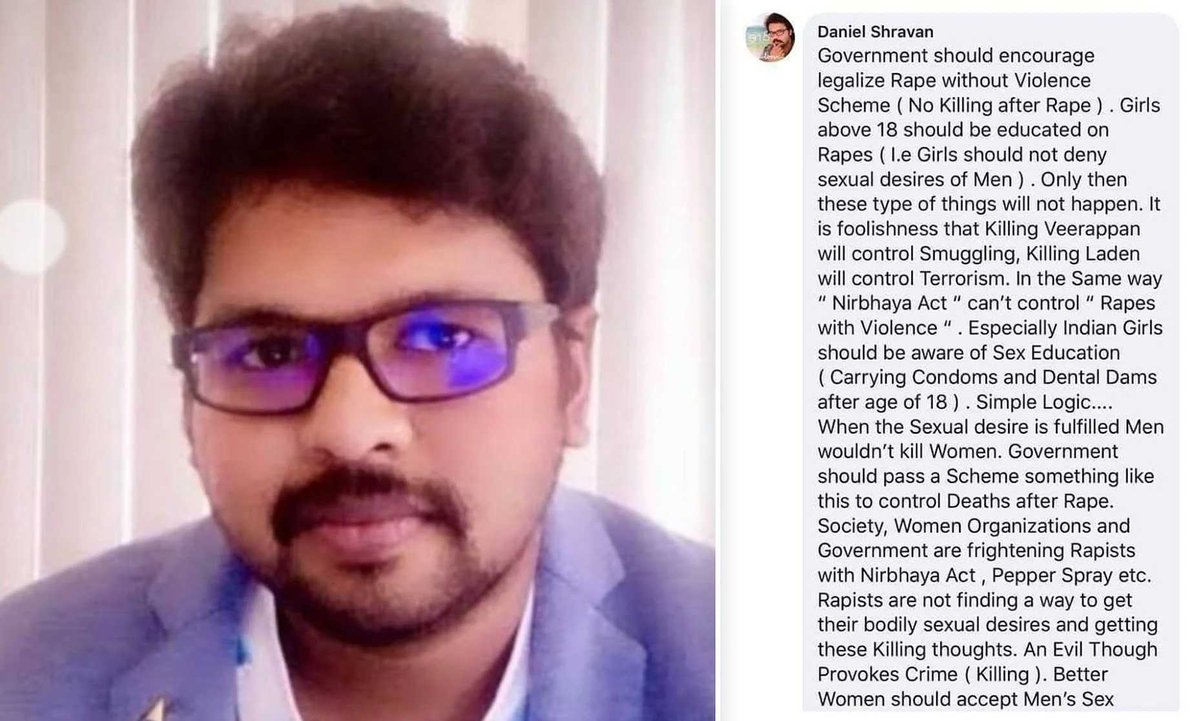 Daniel Shravan
Government should encourage
legalize Rape without Violence
Scheme ( No Killing after Rape ) . Girls
above 18 should be educated on
Rapes ( I.e Girls should not deny
sexual desires of Men ) . Only then
these type of things will not happen. It
is foolishness that Killing Veerappan
will control Smuggling, Killing Laden
will control Terrorism. In the Same way
“ Nirbhaya Act “ can’t control “ Rapes
with Violence “ . Especially Indian Girls
should be aware of Sex Education
( Carrying Condoms and Dental Dams
after age of 18 ) . Simple Logic....
When the Sexual desire is fulfilled Men
wouldn’t kill Women. Government
should pass a Scheme something like
this to control Deaths after Rape.
Society, Women Organizations and
Government are frightening Rapists
with Nirbhaya Act , Pepper Spray etc.
Rapists are not finding a way to get
their bodily sexual desires and getting
these Killing thoughts. An Evil Though
Provokes Crime ( Killing ). Better
Women should accept Men’s Sex